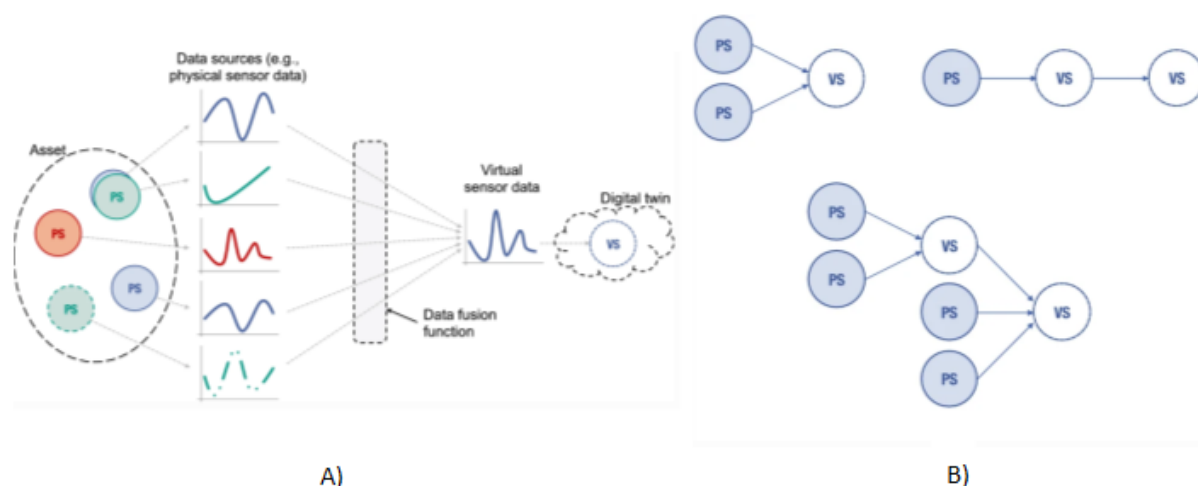 Data sources (e.g.,
physical sensor data)
Asset
PS
PS
PS
PS
Virtual
sensor data
Digital twin
VS
Data fusion
function
A)
PS
PS
VS
PS
VS
VS
PS
PS
VS
PS
PS
VS
B)